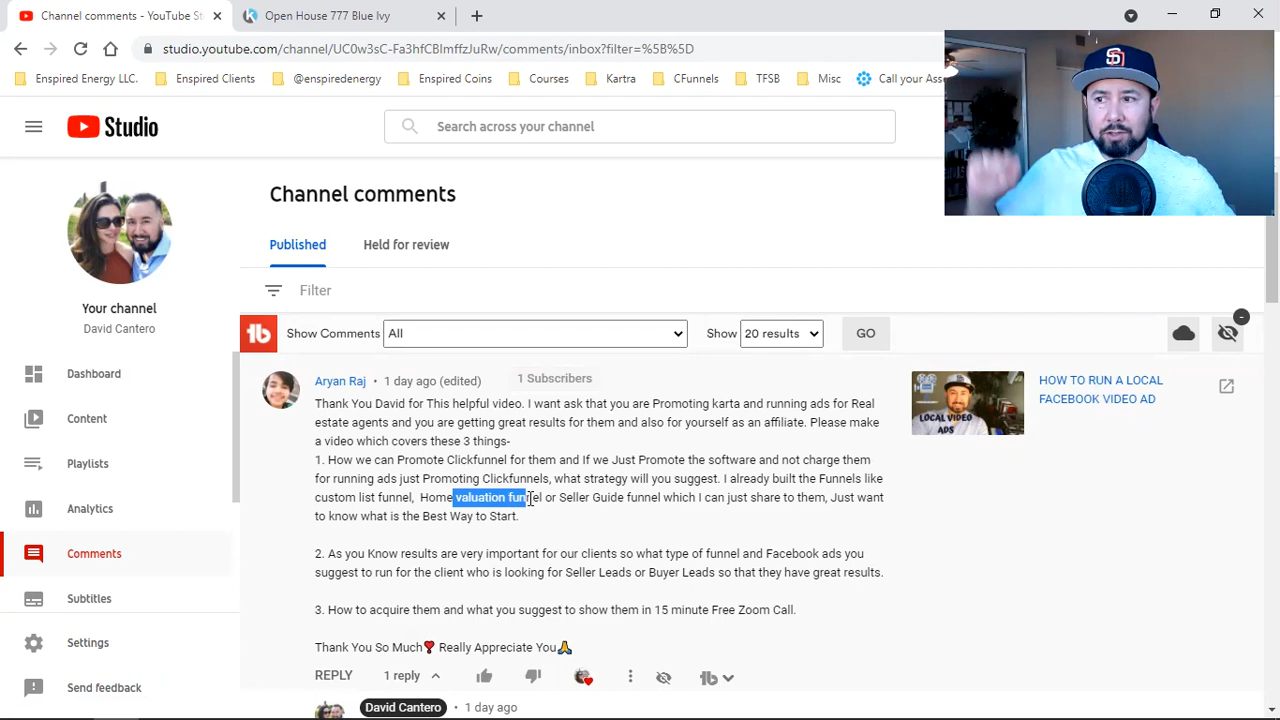 Channel comments - YouTube St
Open House 777 Blue Ivy
studio.youtube.com/channel/UC0w3sC-Fa3hfCBlmffzJuRw/comments/inbox?filter=%5B%5D
Enspired Energy LLC.
Enspired Clients
@enspiredenergy
Enspired Coins
Courses
Kartra
CFunnels
TFSB
Misc
Call your Ass
SD
Studio
Search across your channel
Channel comments
Published
Held for review
Your channel
David Cantero
Filter
tb
Show Comments
All
Show
20 results
GO
-
Dashboard
Content
Playlists
Analytics
Comments
Subtitles
Settings
Send feedback
Aryan Raj • 1 day ago (edited)
1 Subscribers
Thank You David for This helpful video. I want ask that you are Promoting karta and running ads for Real
estate agents and you are getting great results for them and also for yourself as an affiliate. Please make
a video which covers these 3 things-
1. How we can Promote Clickfunnel for them and If we Just Promote the software and not charge them
for running ads just Promoting Clickfunnels, what strategy will you suggest. I already built the Funnels like
custom list funnel, Home valuation funnel or Seller Guide funnel which I can just share to them, Just want
to know what is the Best Way to Start.
2. As you Know results are very important for our clients so what type of funnel and Facebook ads you
suggest to run for the client who is looking for Seller Leads or Buyer Leads so that they have great results.
3. How to acquire them and what you suggest to show them in 15 minute Free Zoom Call.
Thank You So Much❣️ Really Appreciate You🙏
REPLY
1 reply
tb
David Cantero • 1 day ago
LOCAL VIDEO
ADS
HOW TO RUN A LOCAL
FACEBOOK VIDEO AD